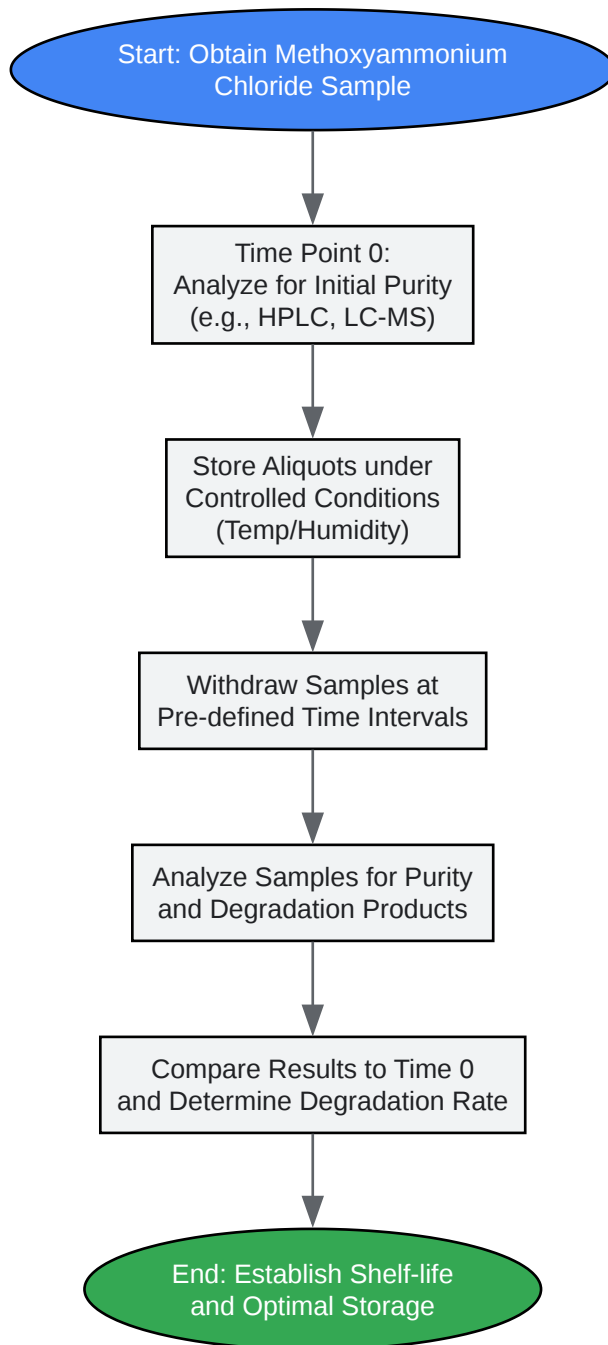 Start: Obtain Methoxyammonium
Chloride Sample
Time Point 0:
Analyze for Initial Purity
(e.g., HPLC, LC-MS)
Store Aliquots under
Controlled Conditions
(Temp/Humidity)
Withdraw Samples at
Pre-defined Time Intervals
Analyze Samples for Purity
and Degradation Products
Compare Results to Time 0
and Determine Degradation Rate
End: Establish Shelf-life
and Optimal Storage